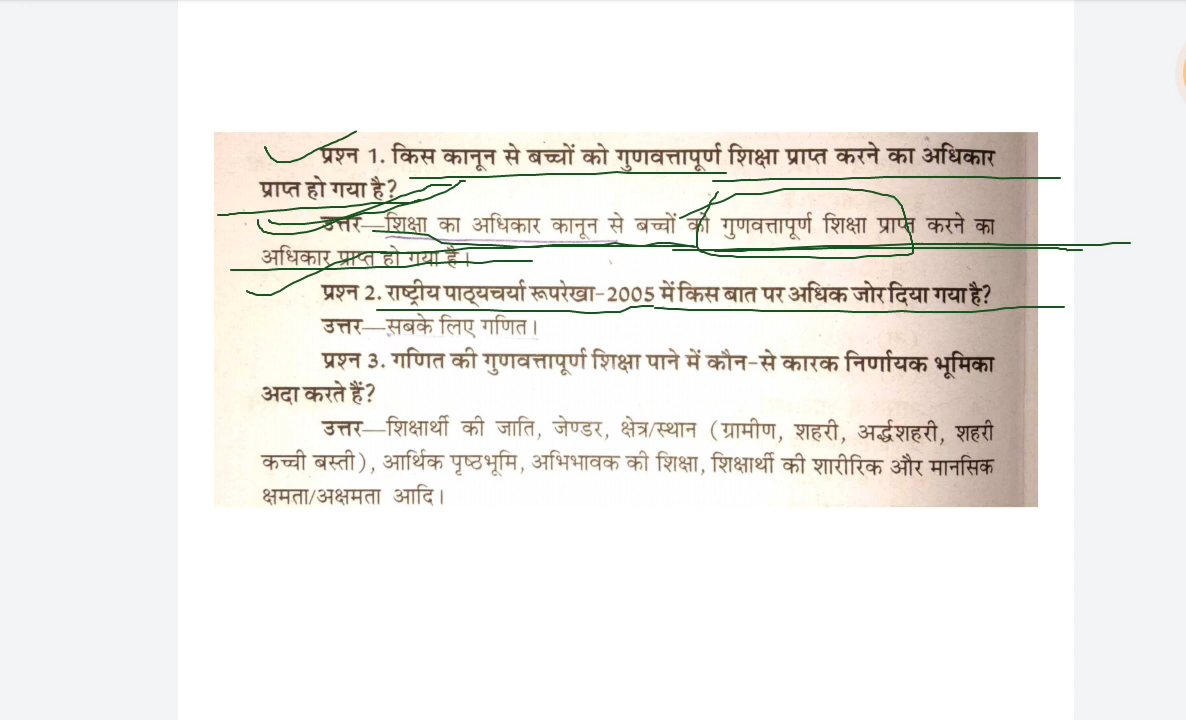 प्रश्न 1. किस कानून से बच्चों को गुणवत्तापूर्ण शिक्षा प्राप्त करने का अधिकार
प्राप्त हो गया है?
उत्तर—शिक्षा का अधिकार कानून से बच्चों को गुणवत्तापूर्ण शिक्षा प्राप्त करने का
अधिकार प्राप्त हो गया है।
प्रश्न 2. राष्ट्रीय पाठ्यचर्या रूपरेखा-2005 में किस बात पर अधिक जोर दिया गया है?
उत्तर—सबके लिए गणित।
प्रश्न 3. गणित की गुणवत्तापूर्ण शिक्षा पाने में कौन-से कारक निर्णायक भूमिका
अदा करते हैं?
उत्तर—शिक्षार्थी की जाति, जेण्डर, क्षेत्र/स्थान (ग्रामीण, शहरी, अर्द्धशहरी, शहरी
कच्ची बस्ती), आर्थिक पृष्ठभूमि, अभिभावक की शिक्षा, शिक्षार्थी की शारीरिक और मानसिक
क्षमता/अक्षमता आदि।